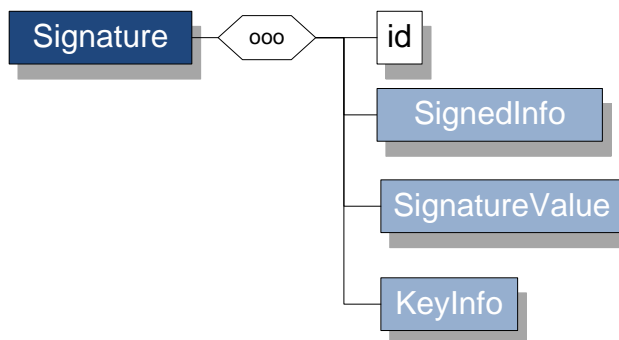 Signature
ooo
id
SignedInfo
SignatureValue
KeyInfo